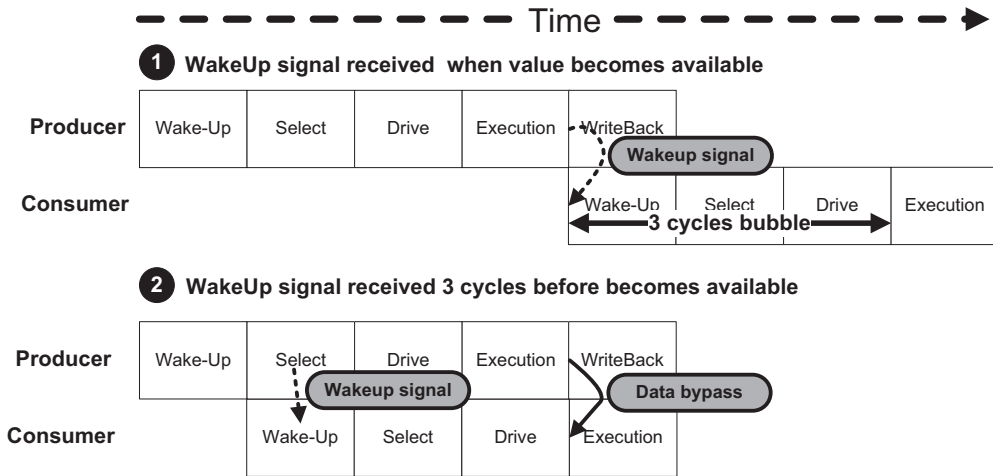 Time
1 WakeUp signal received when value becomes available
Producer Wake-Up Select Drive Execution WriteBack
Wakeup signal
Consumer Wake-Up Select Drive Execution
3 cycles bubble
2 WakeUp signal received 3 cycles before becomes available
Producer Wake-Up Select Drive Execution WriteBack
Wakeup signal Data bypass
Consumer Wake-Up Select Drive Execution